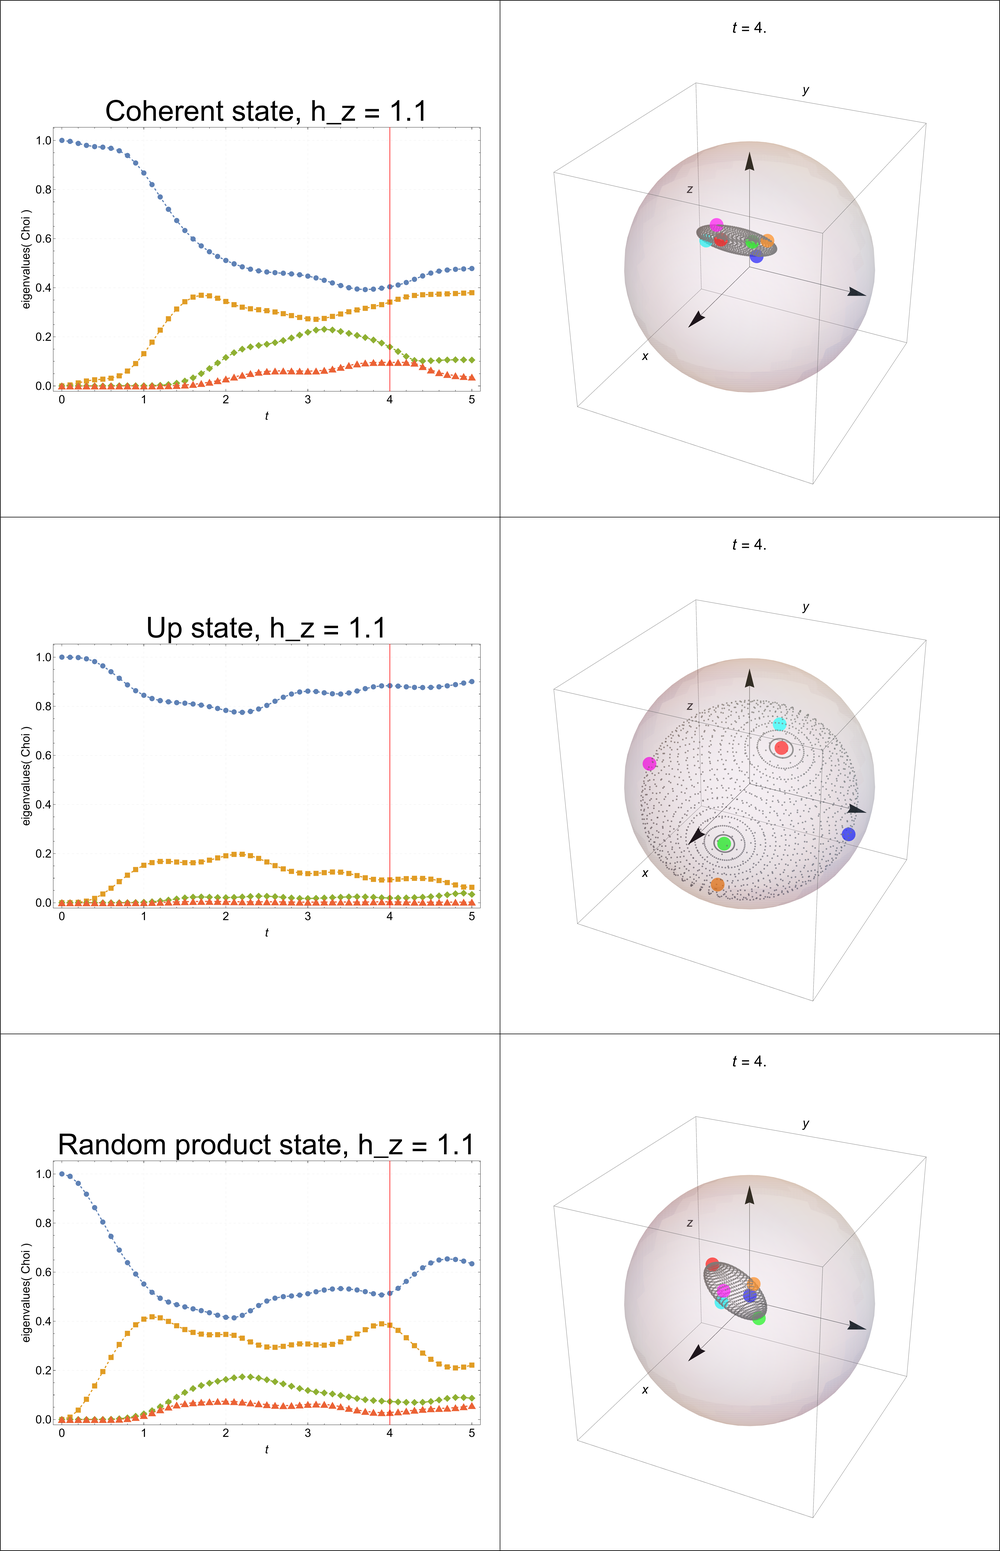 Coherent state, h_z = 1.1
eigenvalues( Choi )
1.0
0.8
0.6
0.4
0.2
0.0
0 1 2 3 4 5
t
t = 4.
y
z
x
Up state, h_z = 1.1
eigenvalues( Choi )
1.0
0.8
0.6
0.4
0.2
0.0
0 1 2 3 4 5
t
t = 4.
y
z
x
Random product state, h_z = 1.1
eigenvalues( Choi )
1.0
0.8
0.6
0.4
0.2
0.0
0 1 2 3 4 5
t
t = 4.
y
z
x